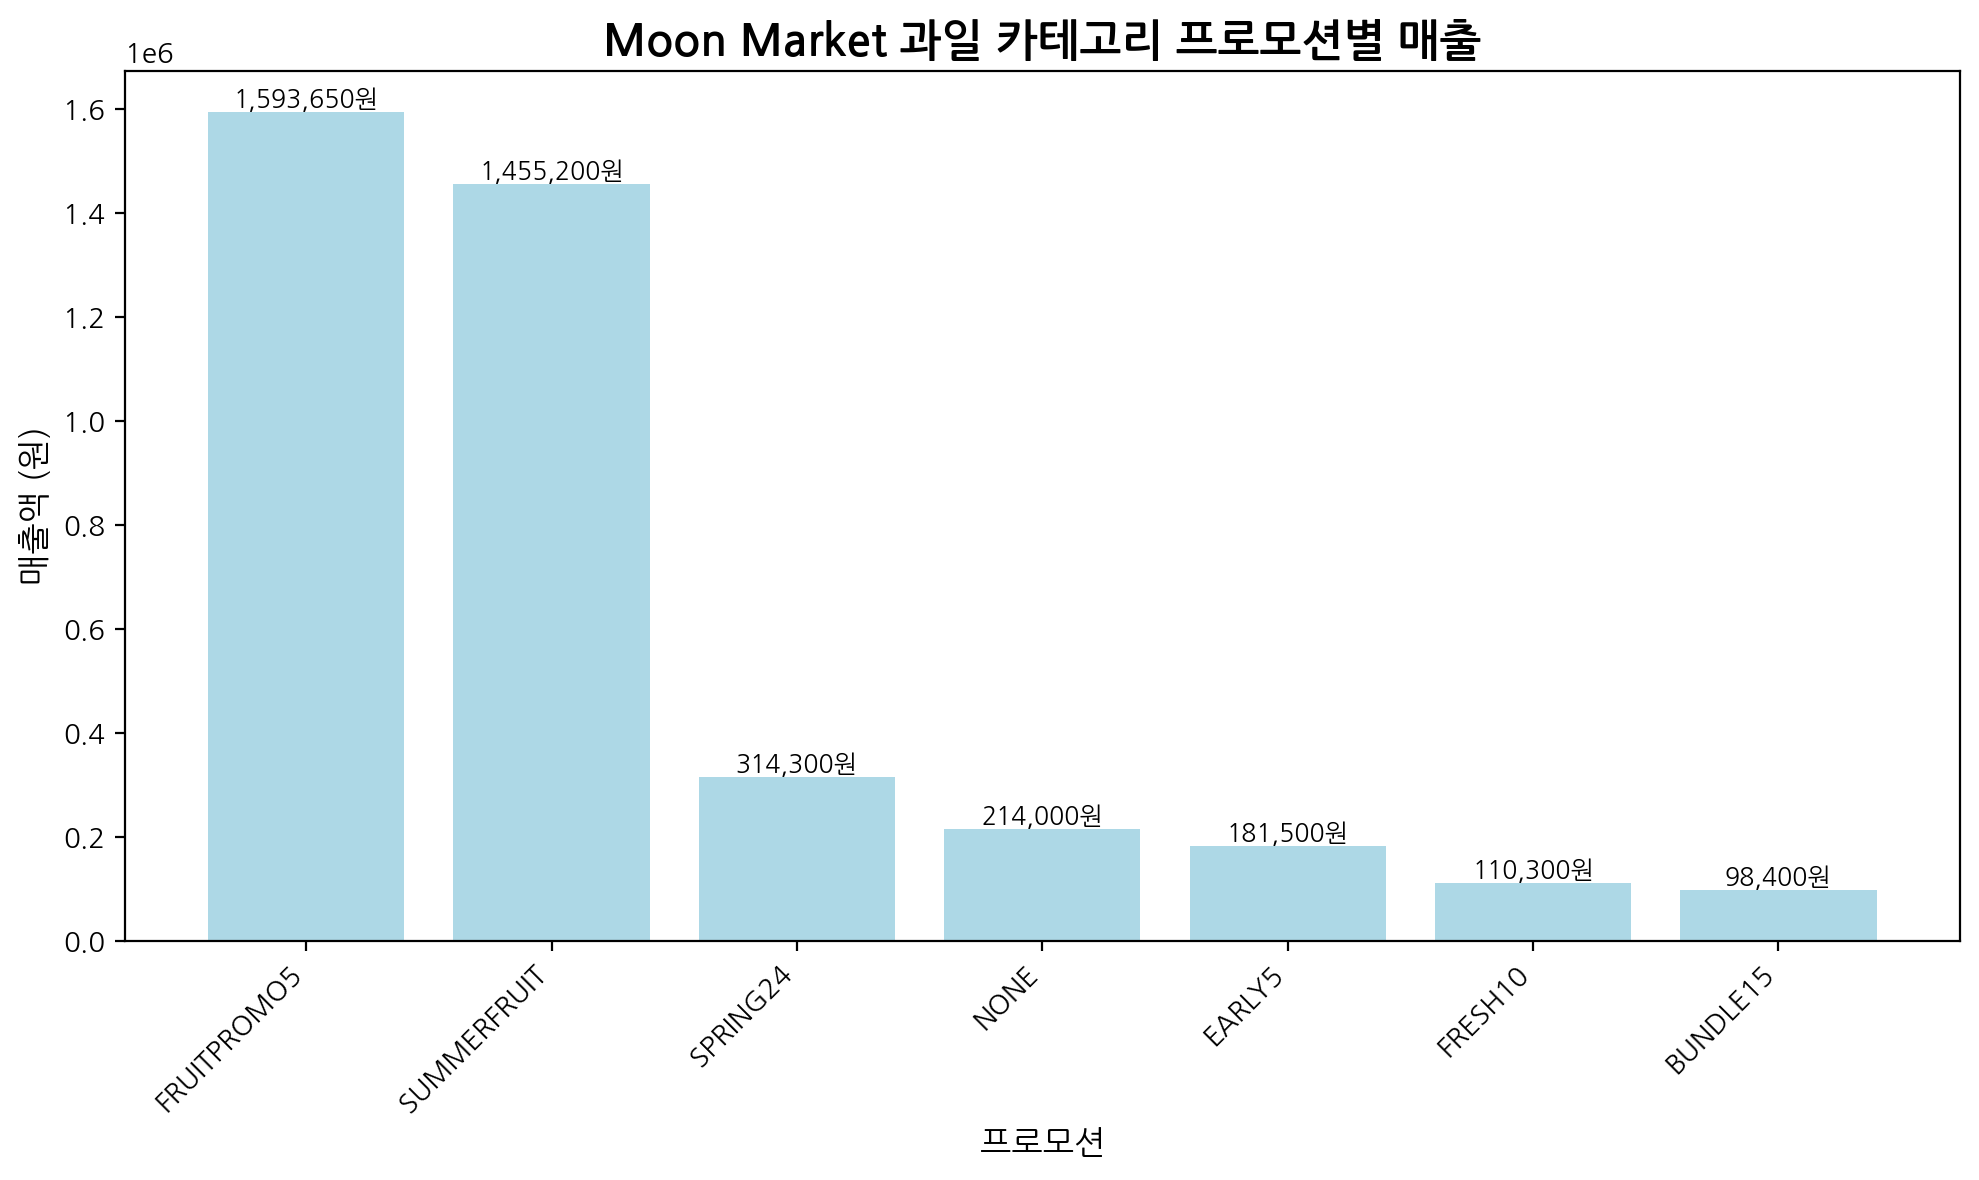 Moon Market 과일 카테고리 프로모션별 매출
1e6
1.6
1.4
1.2
1.0
0.8
0.6
0.4
0.2
0.0
매출액 (원)
1,593,650원
1,455,200원
314,300원
214,000원
181,500원
110,300원
98,400원
FRUITPROMO5
SUMMERFRUIT
SPRING24
NONE
EARLY5
FRESH10
BUNDLE15
프로모션